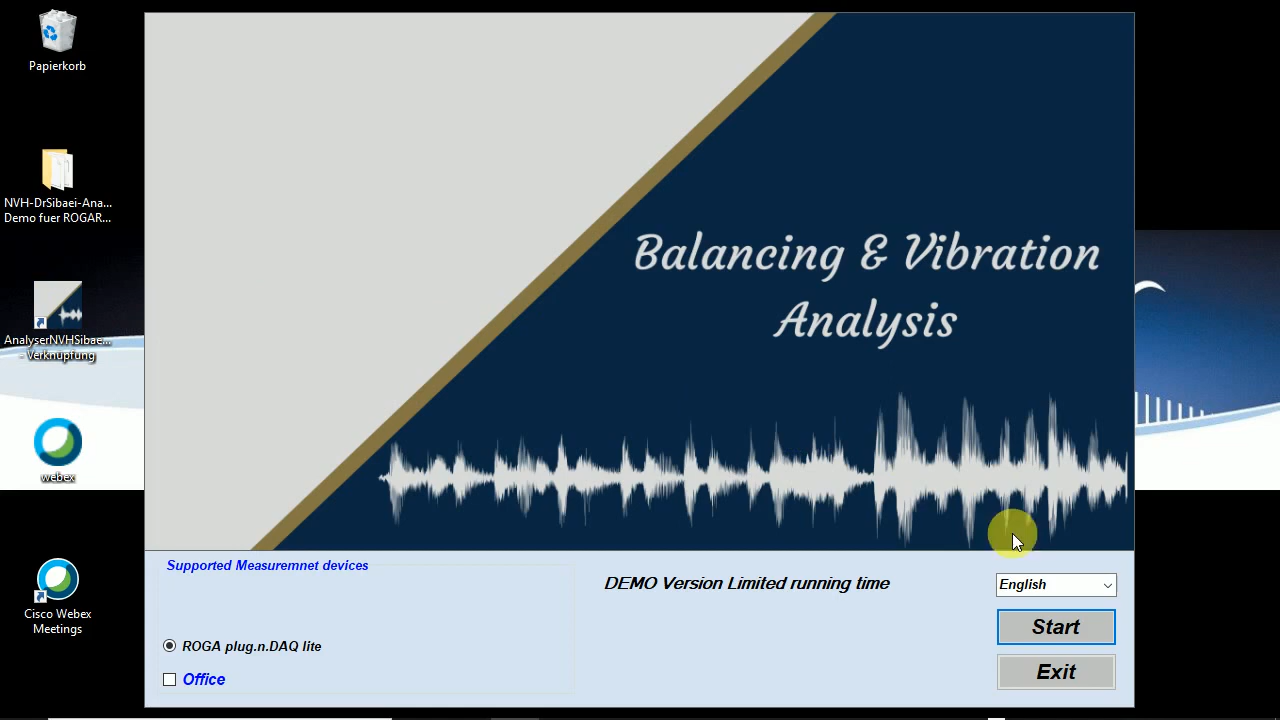 Papierkorb
NVH-DrSibaei-Ana...
Demo fuer ROGAR...
AnalyserNVHSibae...
- Verknüpfung
webex
Cisco Webex
Meetings
Balancing & Vibration
Analysis
Supported Measuremnet devices
ROGA plug.n.DAQ lite
Office
DEMO Version Limited running time
English
Start
Exit